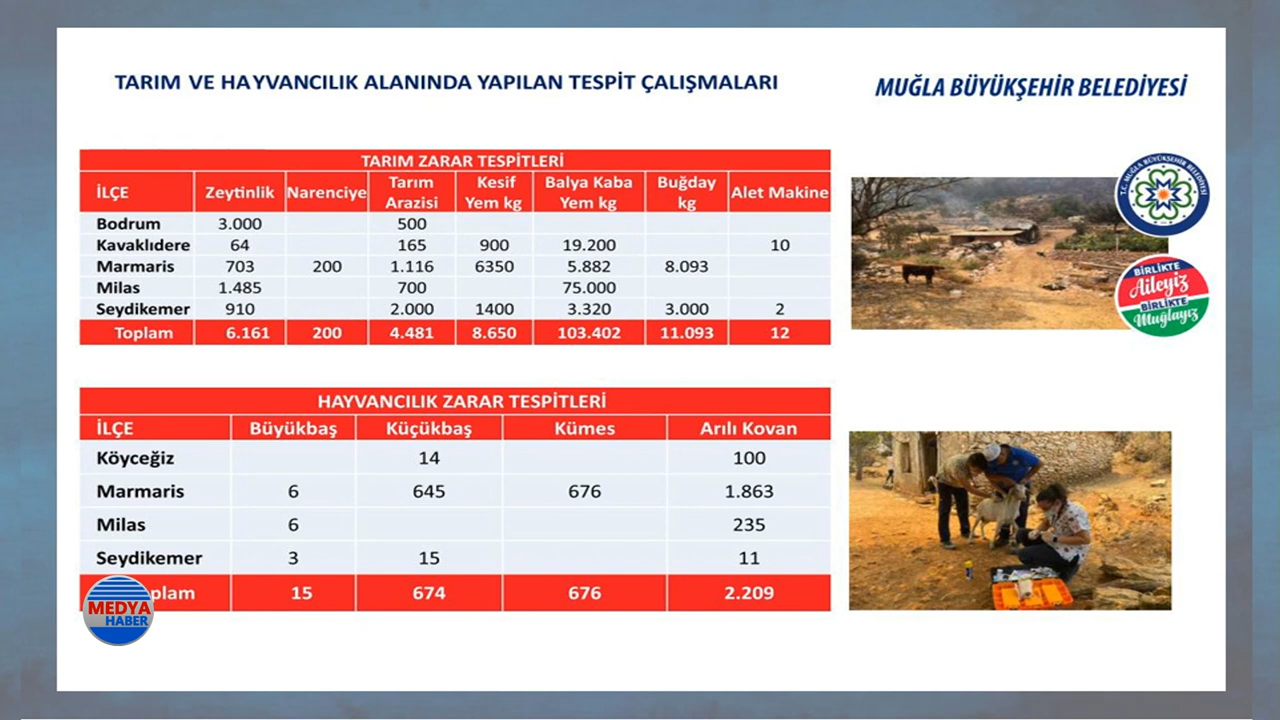 TARIM VE HAYVANCILIK ALANINDA YAPILAN TESPİT ÇALIŞMALARI
MUĞLA BÜYÜKŞEHİR BELEDİYESİ
TARIM ZARAR TESPİTLERİ
İLÇE Zeytinlik Narenciye Tarım Arazisi Kesif Yem kg Balya Kaba Yem kg Buğday kg Alet Makine
Bodrum 3.000 500
Kavaklıdere 64 165 900 19.200 10
Marmaris 703 200 1.116 6350 5.882 8.093
Milas 1.485 700 75.000
Seydikemer 910 2.000 1400 3.320 3.000 2
Toplam 6.161 200 4.481 8.650 103.402 11.093 12
T.C. MUĞLA BÜYÜKŞEHİR BELEDİYESİ
BİRLİKTE
Aileyiz
BİRLİKTE
Muğlayız
HAYVANCILIK ZARAR TESPİTLERİ
İLÇE Büyükbaş Küçükbaş Kümes Arılı Kovan
Köyceğiz 14 100
Marmaris 6 645 676 1.863
Milas 6 235
Seydikemer 3 15 11
plam 15 674 676 2.209
MEDYA
HABER